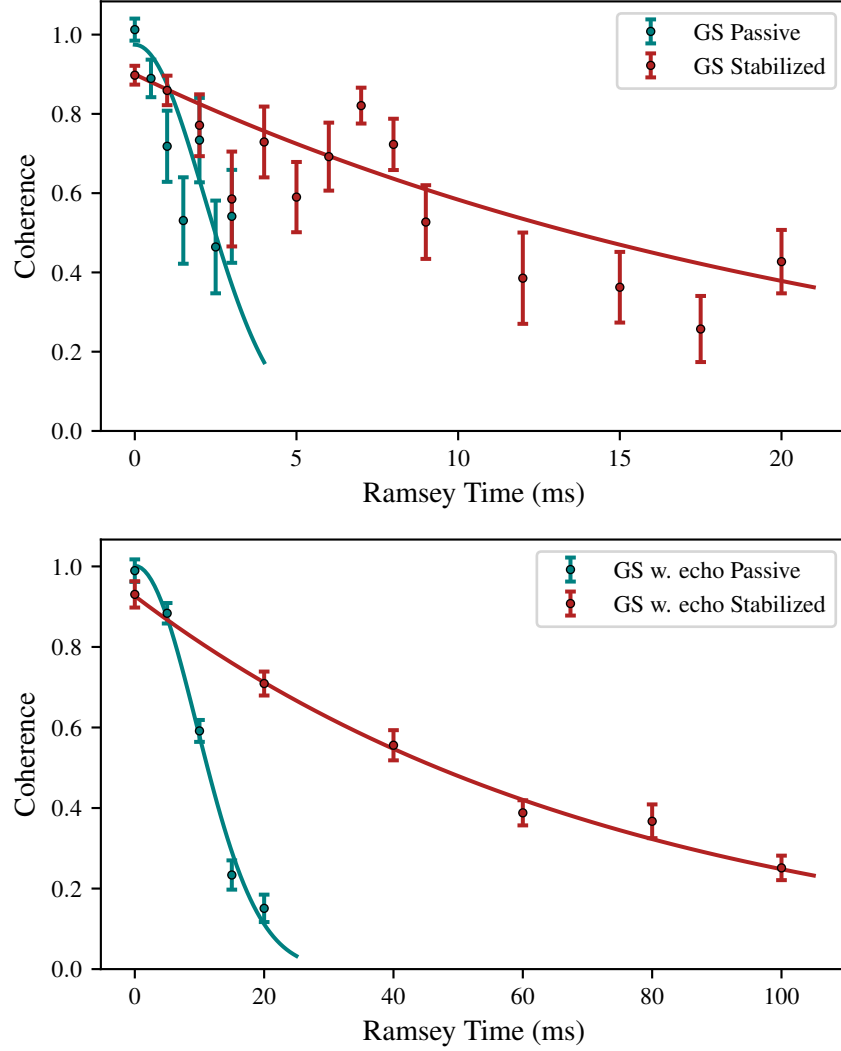 GS Passive
GS Stabilized
1.0
0.8
0.6
0.4
0.2
0.0
Coherence
0 5 10 15 20
Ramsey Time (ms)
GS w. echo Passive
GS w. echo Stabilized
1.0
0.8
0.6
0.4
0.2
0.0
Coherence
0 20 40 60 80 100
Ramsey Time (ms)